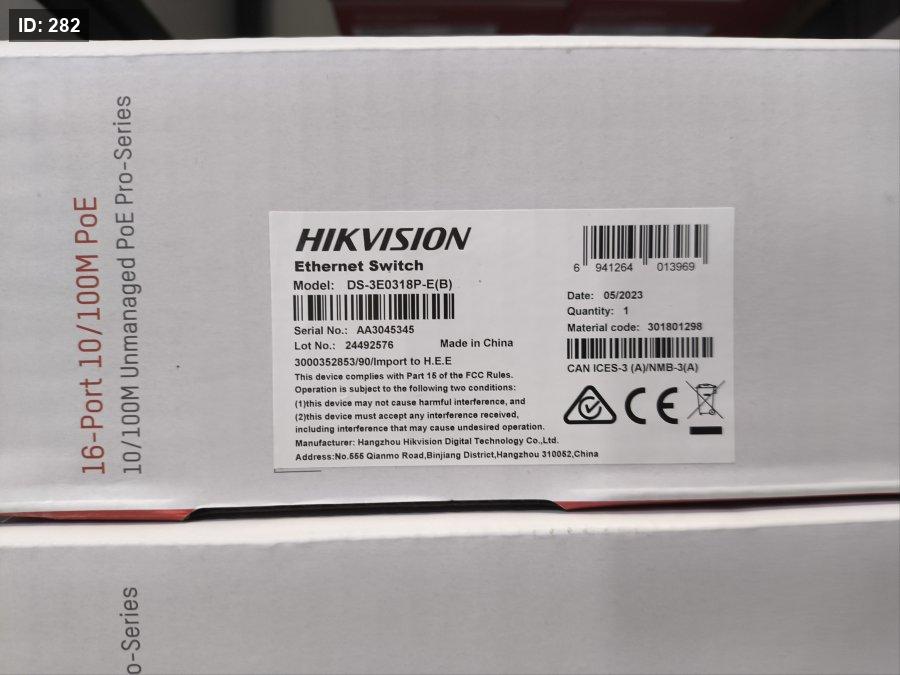 ID: 282
16-Port 10/100M PoE
10/100M Unmanaged PoE Pro-Series
HIKVISION
Ethernet Switch
Model: DS-3E0318P-E(B)
Serial No.: AA3045345
Lot No.: 24492576 Made in China
3000352853/90/Import to H.E.E
This device complies with Part 15 of the FCC Rules.
Operation is subject to the following two conditions:
(1)this device may not cause harmful interference, and
(2)this device must accept any interference received,
including interference that may cause undesired operation.
Manufacturer: Hangzhou Hikvision Digital Technology Co.,Ltd.
Address:No.555 Qianmo Road,Binjiang District,Hangzhou 310052,China
6 941264 013969
Date: 05/2023
Quantity: 1
Material code: 301801298
CAN ICES-3 (A)/NMB-3(A)
CE
o-Series